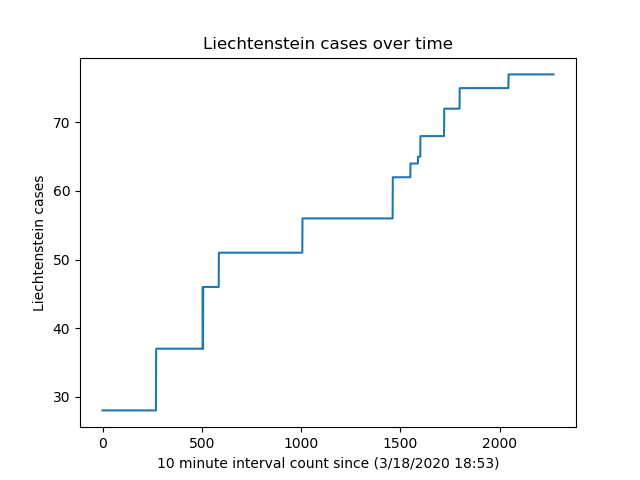 Liechtenstein cases over time
70
60
50
40
30
Liechtenstein cases
0 500 1000 1500 2000
10 minute interval count since (3/18/2020 18:53)